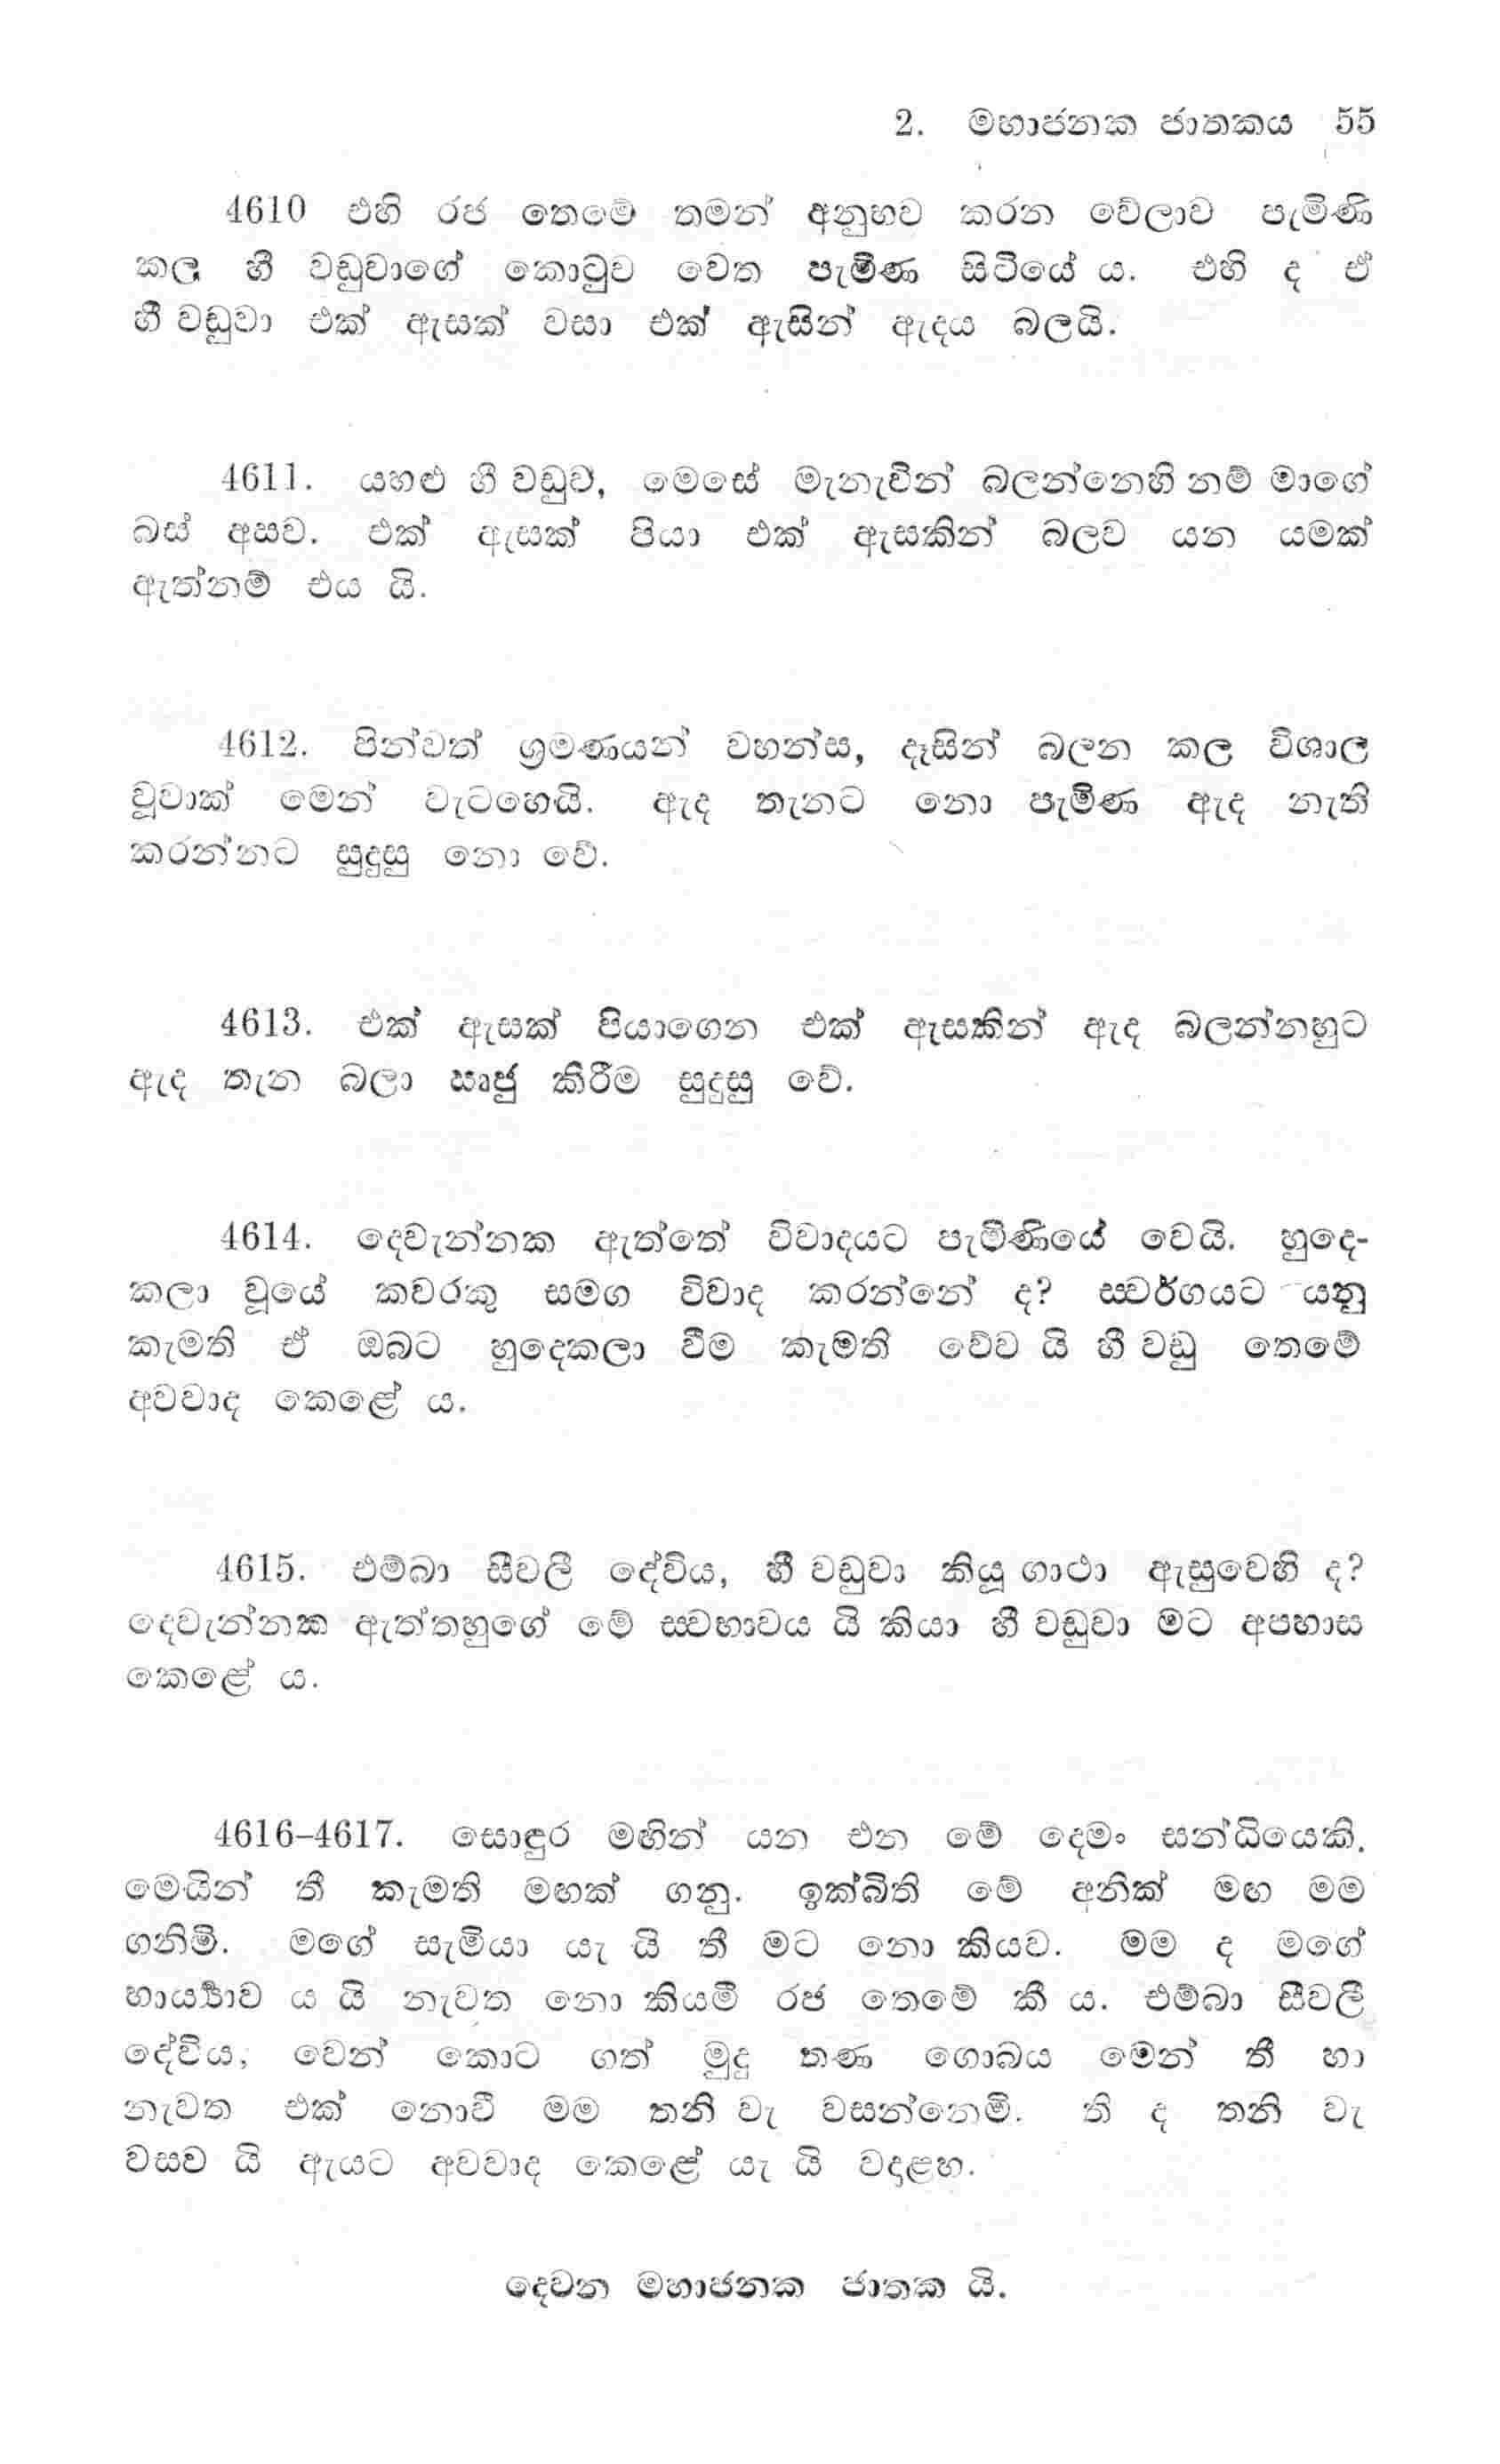 2. මහාජනක ජාතකය 55
4610 එහි රජ තෙමේ තමන් අනුභව කරන වේලාව පැමිණි
කල හී වඩුවාගේ කොටුව වෙත පැමිණ සිටියේ ය. එහි ද ඒ
හී වඩුවා එක් ඇසක් වසා එක් ඇසින් ඇදය බලයි.
4611. යහළු හී වඩුව, මෙසේ මැනැවින් බලන්නෙහි නම් මාගේ
බස් අසව. එක් ඇසක් පියා එක් ඇසකින් බලව යන යමක්
ඇත්නම් එය යි.
4612. පින්වත් ශ්‍රමණයන් වහන්ස, දෑසින් බලන කල විශාල
වූවාක් මෙන් වැටහෙයි. ඇද තැනට නො පැමිණ ඇද නැති
කරන්නට සුදුසු නො වේ.
4613. එක් ඇසක් පියාගෙන එක් ඇසකින් ඇද බලන්නහුට
ඇද තැන බලා ඍජු කිරීම සුදුසු වේ.
4614. දෙවැන්නක ඇත්තේ විවාදයට පැමිණියේ වෙයි. හුදෙ-
කලා වූයේ කවරකු සමග විවාද කරන්නේ ද? ස්වර්ගයට යනු
කැමති ඒ ඔබට හුදෙකලා වීම කැමති වේව යි හී වඩු තෙමේ
අවවාද කෙළේ ය.
4615. එම්බා සීවලී දේවිය, හී වඩුවා කියූ ගාථා ඇසුවෙහි ද?
දෙවැන්නක ඇත්තහුගේ මේ ස්වභාවය යි කියා හී වඩුවා මට අපහාස
කෙළේ ය.
4616–4617. සොඳුර මඟින් යන එන මේ දෙමං සන්ධියෙකි.
මෙයින් තී කැමති මඟක් ගනු. ඉක්බිති මේ අනික් මඟ මම
ගනිමි. මගේ සැමියා යැ යි තී මට නො කියව. මම ද මගේ
භාර්‍ය්‍යාව ය යි නැවත නො කියමී රජ තෙමේ කී ය. එම්බා සීවලී
දේවිය, වෙන් කොට ගත් මුදු තණ ගොබය මෙන් තී හා
නැවත එක් නොවී මම තනි වැ වසන්නෙමි. ති ද තනි වැ
වසව යි ඇයට අවවාද කෙළේ යැ යි වදාළහ.
දෙවන මහාජනක ජාතක යි.